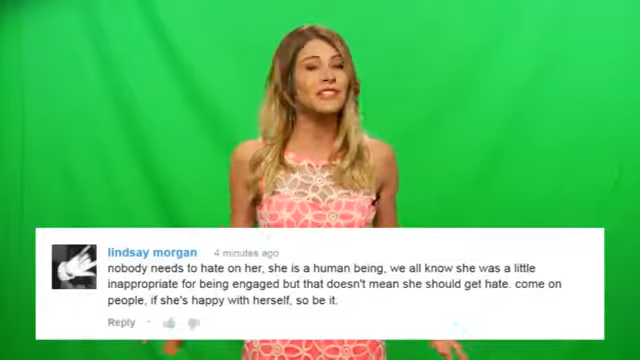 lindsay morgan 4 minutes ago
nobody needs to hate on her, she is a human being, we all know she was a little
inappropriate for being engaged but that doesn't mean she should get hate. come on
people, if she's happy with herself, so be it.
Reply ·